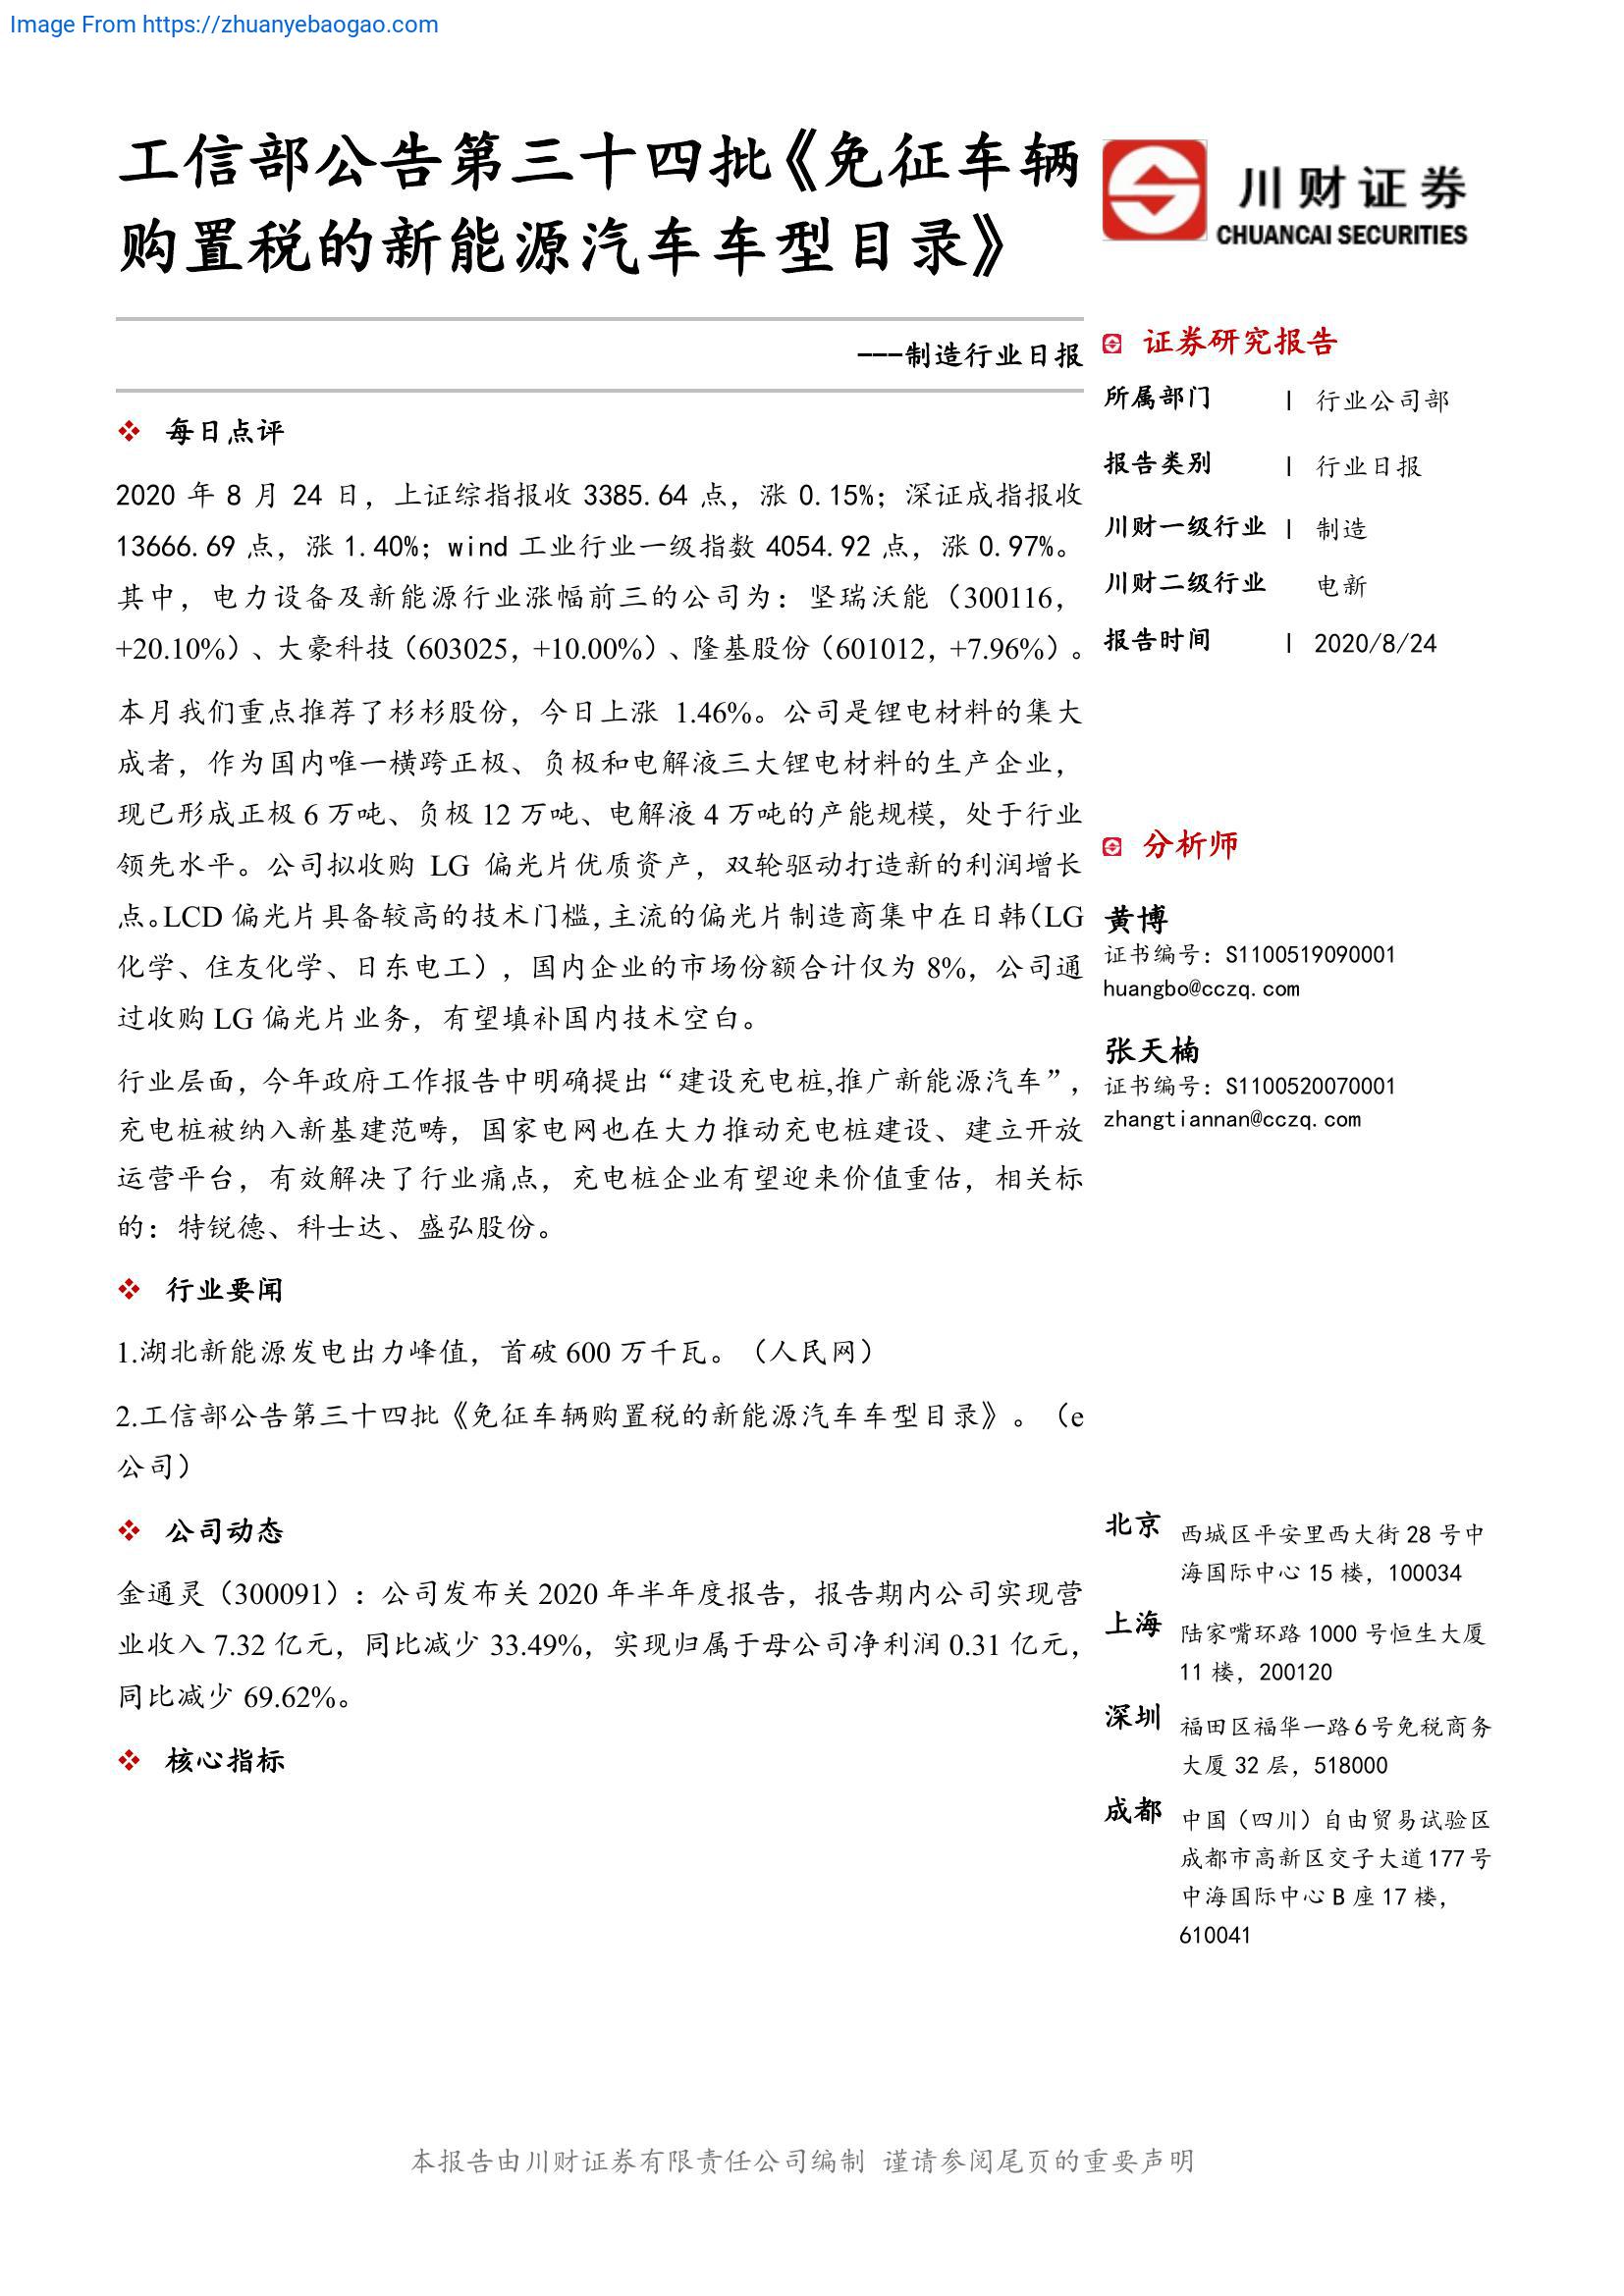 Image From https://zhuanyebaogao.com
工信部公告第三十四批《免征车辆
购置税的新能源汽车车型目录》
---制造行业日报
每日点评
2020 年 8 月 24 日，上证综指报收 3385.64 点，涨 0.15%；深证成指报收
13666.69 点，涨 1.40%；wind 工业行业一级指数 4054.92 点，涨 0.97%。
其中，电力设备及新能源行业涨幅前三的公司为：坚瑞沃能（300116，
+20.10%）、大豪科技（603025，+10.00%）、隆基股份（601012，+7.96%）。
本月我们重点推荐了杉杉股份，今日上涨 1.46%。公司是锂电材料的集大
成者，作为国内唯一横跨正极、负极和电解液三大锂电材料的生产企业，
现已形成正极 6 万吨、负极 12 万吨、电解液 4 万吨的产能规模，处于行业
领先水平。公司拟收购 LG 偏光片优质资产，双轮驱动打造新的利润增长
点。LCD 偏光片具备较高的技术门槛，主流的偏光片制造商集中在日韩（LG
化学、住友化学、日东电工），国内企业的市场份额合计仅为 8%，公司通
过收购 LG 偏光片业务，有望填补国内技术空白。
行业层面，今年政府工作报告中明确提出“建设充电桩,推广新能源汽车”，
充电桩被纳入新基建范畴，国家电网也在大力推动充电桩建设、建立开放
运营平台，有效解决了行业痛点，充电桩企业有望迎来价值重估，相关标
的：特锐德、科士达、盛弘股份。
行业要闻
1.湖北新能源发电出力峰值，首破 600 万千瓦。（人民网）
2.工信部公告第三十四批《免征车辆购置税的新能源汽车车型目录》。（e
公司）
公司动态
金通灵（300091）：公司发布关 2020 年半年度报告，报告期内公司实现营
业收入 7.32 亿元，同比减少 33.49%，实现归属于母公司净利润 0.31 亿元，
同比减少 69.62%。
核心指标
川财证券
CHUANCAI SECURITIES
证券研究报告
所属部门 | 行业公司部
报告类别 | 行业日报
川财一级行业 | 制造
川财二级行业 电新
报告时间 | 2020/8/24
分析师
黄博
证书编号：S1100519090001
huangbo@cczq.com
张天楠
证书编号：S1100520070001
zhangtiannan@cczq.com
北京 西城区平安里西大街 28 号中
海国际中心 15 楼，100034
上海 陆家嘴环路 1000 号恒生大厦
11 楼，200120
深圳 福田区福华一路 6 号免税商务
大厦 32 层，518000
成都 中国（四川）自由贸易试验区
成都市高新区交子大道 177 号
中海国际中心 B 座 17 楼，
610041
本报告由川财证券有限责任公司编制 谨请参阅尾页的重要声明